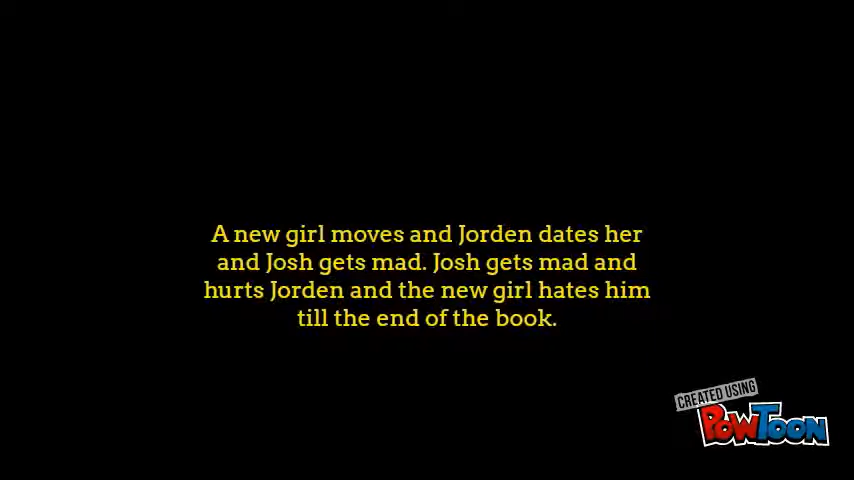 A new girl moves and Jorden dates her
and Josh gets mad. Josh gets mad and
hurts Jorden and the new girl hates him
till the end of the book.
CREATED USING
POWTOON